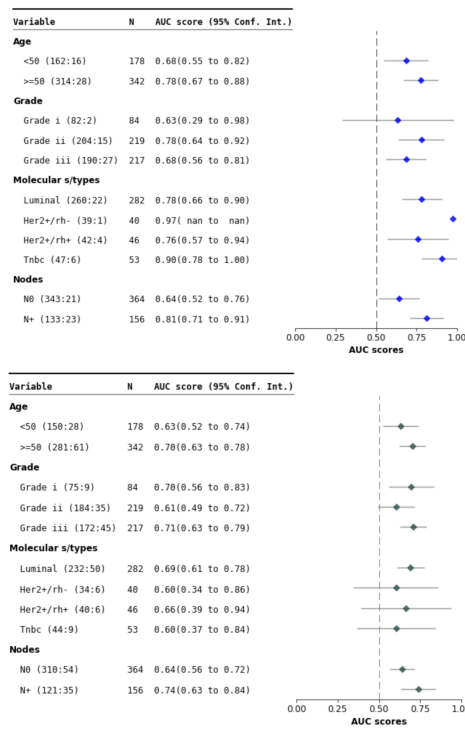 Variable N AUC score (95% Conf. Int.)
Age
<50 (162:16) 178 0.68(0.55 to 0.82)
>=50 (314:28) 342 0.78(0.67 to 0.88)
Grade
Grade i (82:2) 84 0.63(0.29 to 0.98)
Grade ii (204:15) 219 0.78(0.64 to 0.92)
Grade iii (190:27) 217 0.68(0.56 to 0.81)
Molecular s/types
Luminal (260:22) 282 0.78(0.66 to 0.90)
Her2+/rh- (39:1) 40 0.97( nan to  nan)
Her2+/rh+ (42:4) 46 0.76(0.57 to 0.94)
Tnbc (47:6) 53 0.90(0.78 to 1.00)
Nodes
N0 (343:21) 364 0.64(0.52 to 0.76)
N+ (133:23) 156 0.81(0.71 to 0.91)
0.00 0.25 0.50 0.75 1.00
AUC scores
Variable N AUC score (95% Conf. Int.)
Age
<50 (150:28) 178 0.63(0.52 to 0.74)
>=50 (281:61) 342 0.70(0.63 to 0.78)
Grade
Grade i (75:9) 84 0.70(0.56 to 0.83)
Grade ii (184:35) 219 0.61(0.49 to 0.72)
Grade iii (172:45) 217 0.71(0.63 to 0.79)
Molecular s/types
Luminal (232:50) 282 0.69(0.61 to 0.78)
Her2+/rh- (34:6) 40 0.60(0.34 to 0.86)
Her2+/rh+ (40:6) 46 0.66(0.39 to 0.94)
Tnbc (44:9) 53 0.60(0.37 to 0.84)
Nodes
N0 (310:54) 364 0.64(0.56 to 0.72)
N+ (121:35) 156 0.74(0.63 to 0.84)
0.00 0.25 0.50 0.75 1.0
AUC scores